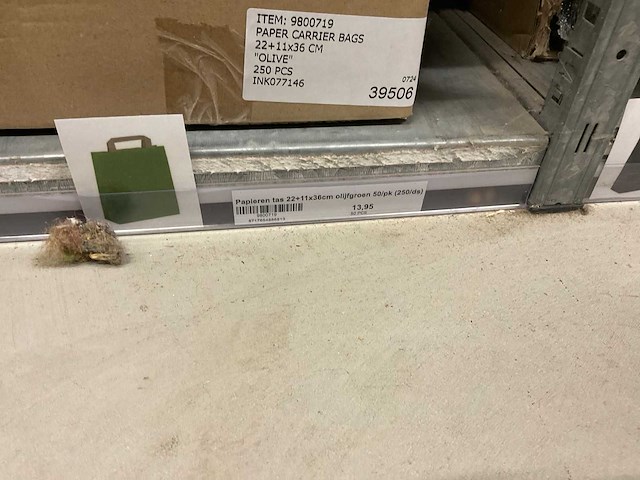 ITEM: 9800719
PAPER CARRIER BAGS
22+11x36 CM
"OLIVE"
250 PCS
INK077146
0724
39506
Papieren tas 22+11x36cm olijfgroen 50/pk (250/ds)
9800719
13,95